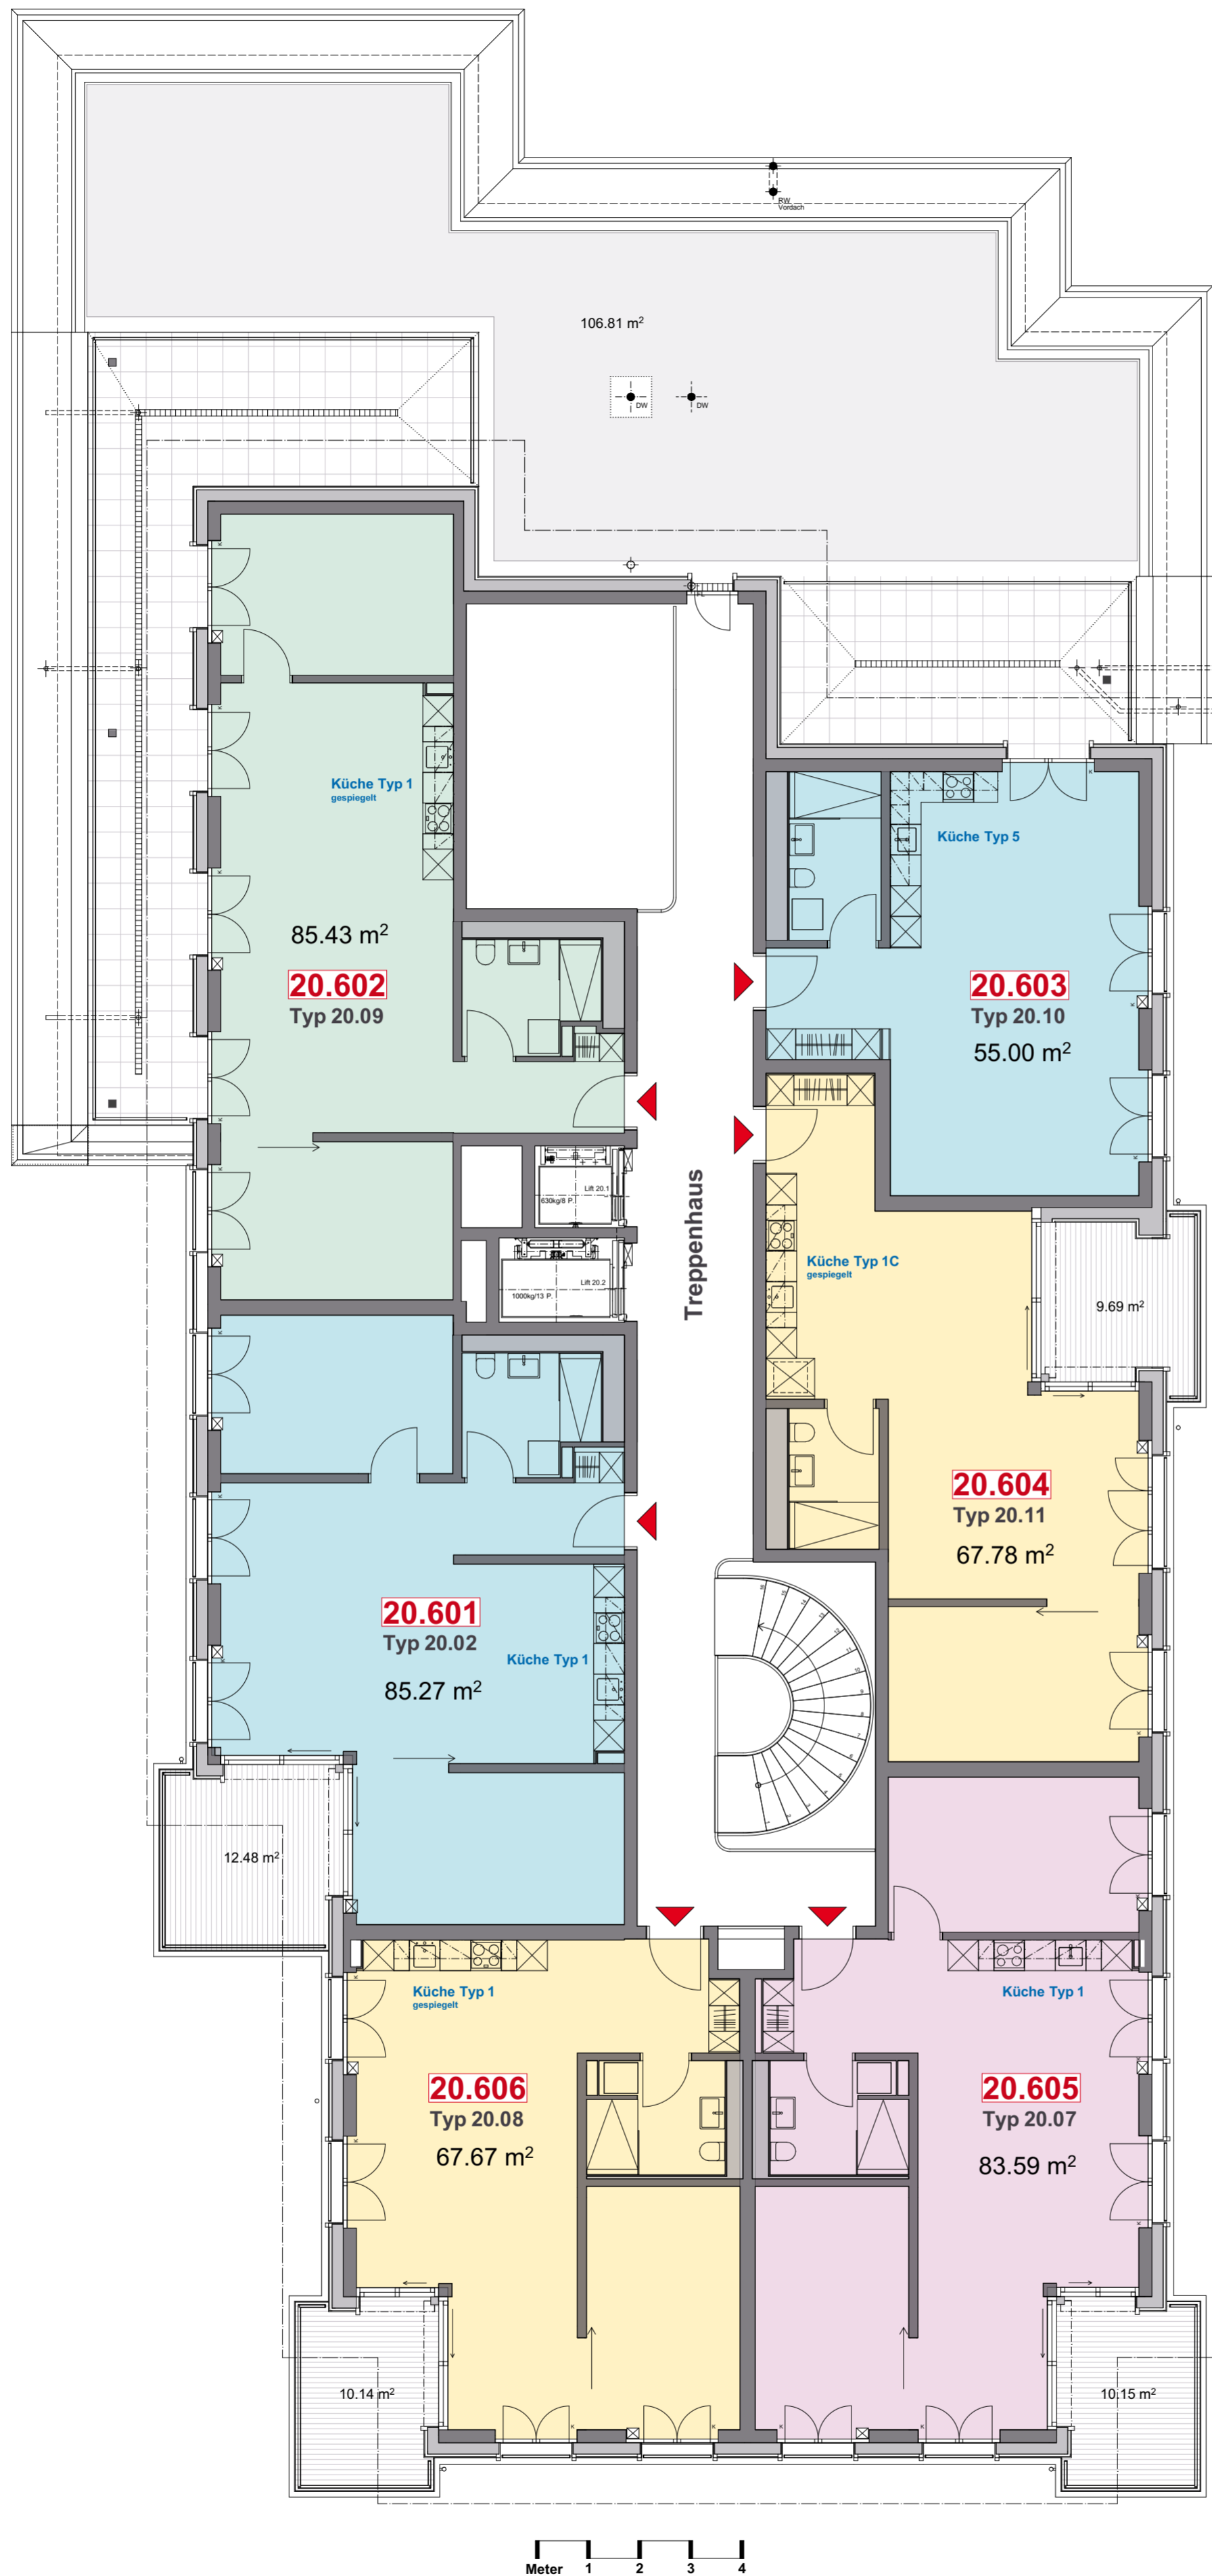 RW
Vordach
106.81 m²
DW
DW
Küche Typ 1
gespiegelt
85.43 m²
20.602
Typ 20.09
Küche Typ 5
20.603
Typ 20.10
55.00 m²
Lift 20.1
630kg/8 P.
Lift 20.2
1000kg/13 P.
Treppenhaus
Küche Typ 1C
gespiegelt
9.69 m²
20.604
Typ 20.11
67.78 m²
20.601
Typ 20.02
85.27 m²
Küche Typ 1
12.48 m²
Küche Typ 1
gespiegelt
20.606
Typ 20.08
67.67 m²
Küche Typ 1
20.605
Typ 20.07
83.59 m²
10.14 m²
10.15 m²
Meter 1 2 3 4